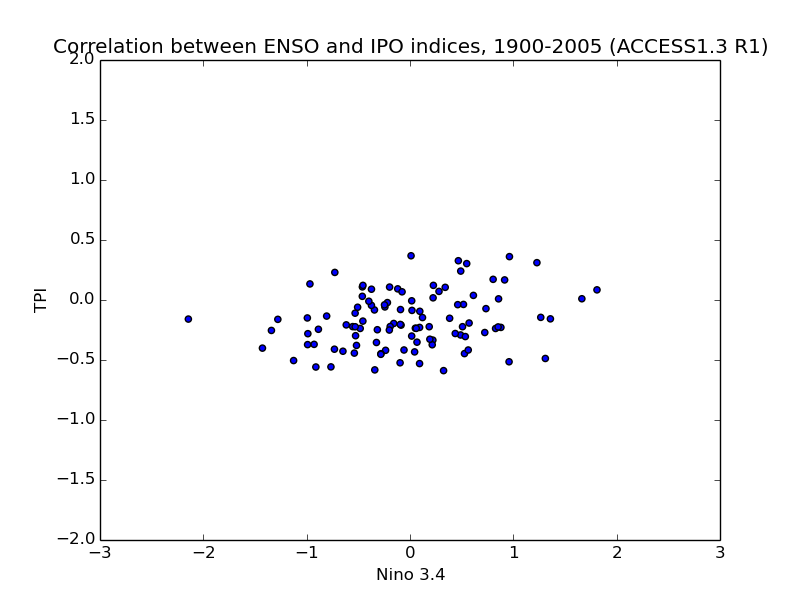 Correlation between ENSO and IPO indices, 1900-2005 (ACCESS1.3 R1)
2.0
1.5
1.0
0.5
0.0
−0.5
−1.0
−1.5
−2.0
TPI
−3 −2 −1 0 1 2 3
Nino 3.4